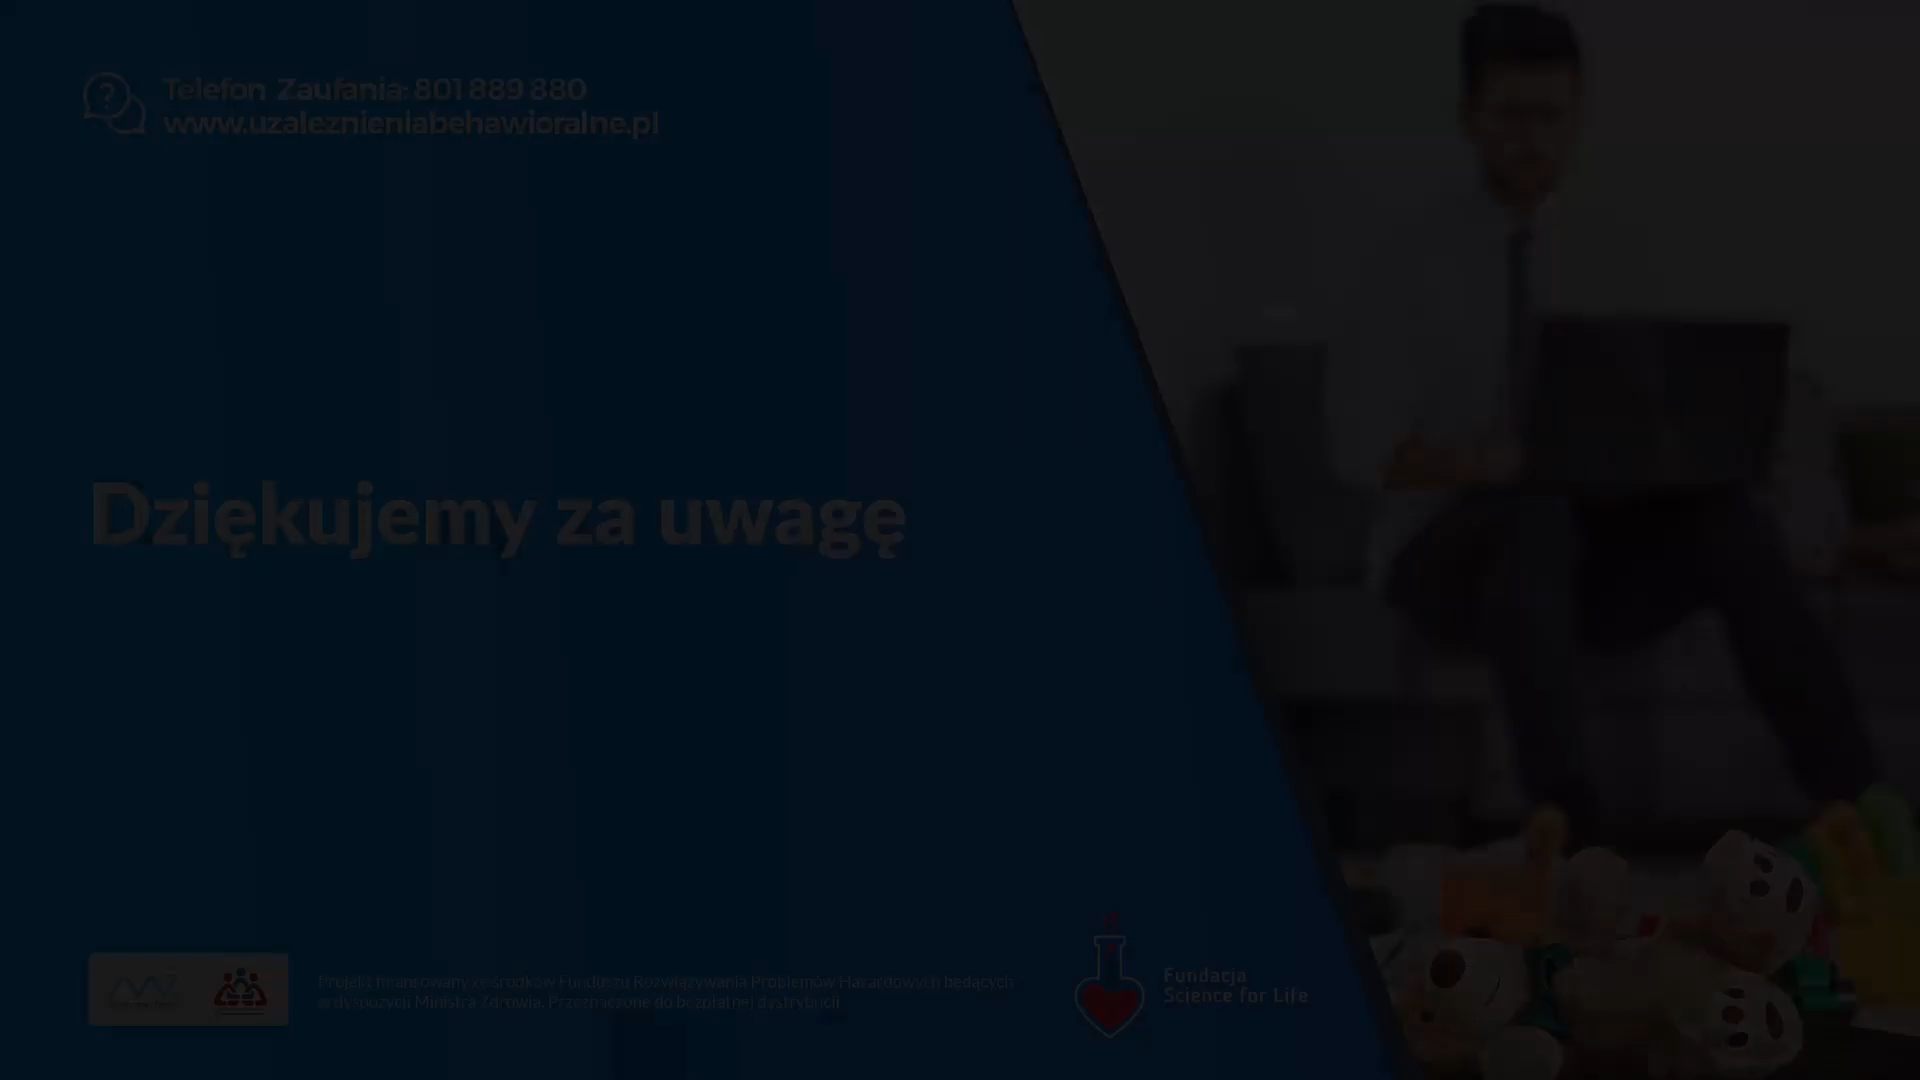 Telefon Zaufania: 801 889 880
www.uzaleznieniabehawioralne.pl
Dziękujemy za uwagę
Projekt finansowany ze środków Funduszu Rozwiązywania Problemów Hazardowych będących
w dyspozycji Ministra Zdrowia. Przeznaczone do bezpłatnej dystrybucji
Fundacja
Science for Life